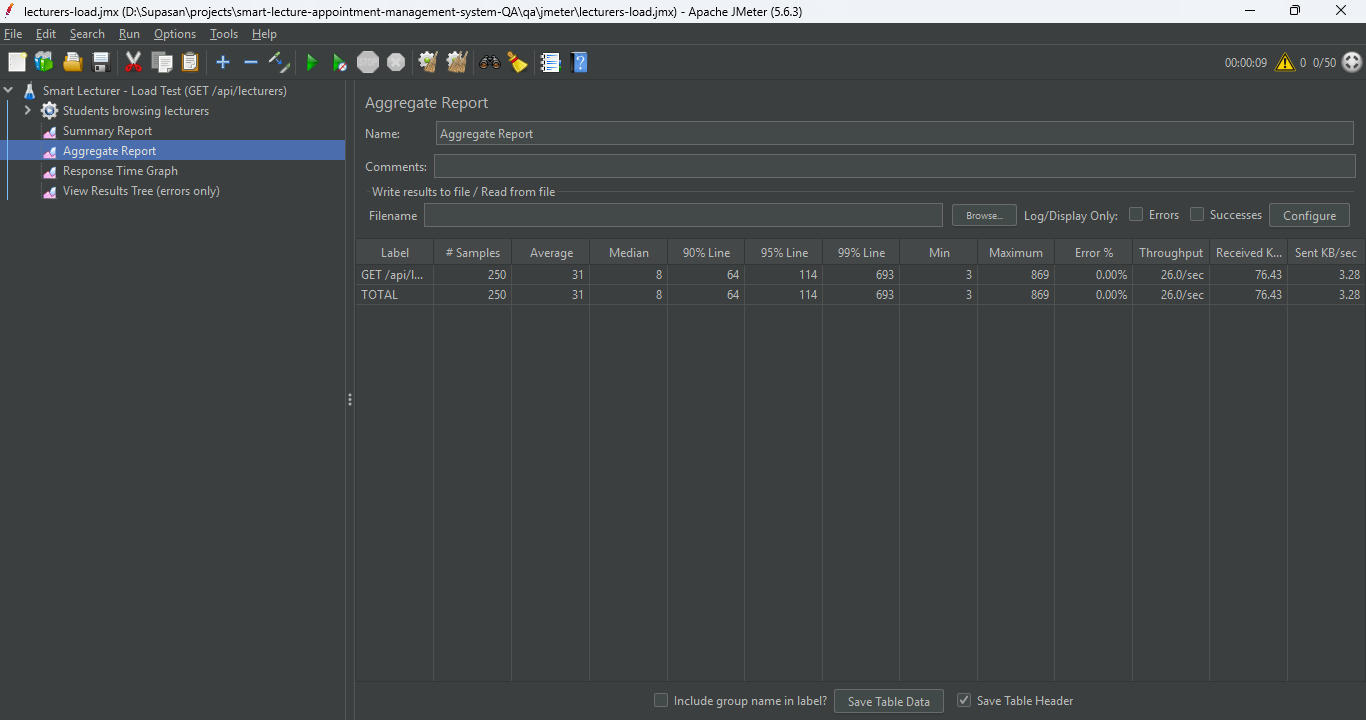 lecturers-load.jmx (D:\Supasan\projects\smart-lecture-appointment-management-system-QA\qa\jmeter\lecturers-load.jmx) - Apache JMeter (5.6.3)
File Edit Search Run Options Tools Help
STOP 00:00:09 0 0/50
Smart Lecturer - Load Test (GET /api/lecturers)
Students browsing lecturers
Summary Report
Aggregate Report
Response Time Graph
View Results Tree (errors only)
Aggregate Report
Name: Aggregate Report
Comments:
Write results to file / Read from file
Filename Browse... Log/Display Only: Errors Successes Configure
Label # Samples Average Median 90% Line 95% Line 99% Line Min Maximum Error % Throughput Received K... Sent KB/sec
GET /api/l... 250 31 8 64 114 693 3 869 0.00% 26.0/sec 76.43 3.28
TOTAL 250 31 8 64 114 693 3 869 0.00% 26.0/sec 76.43 3.28
Include group name in label? Save Table Data Save Table Header